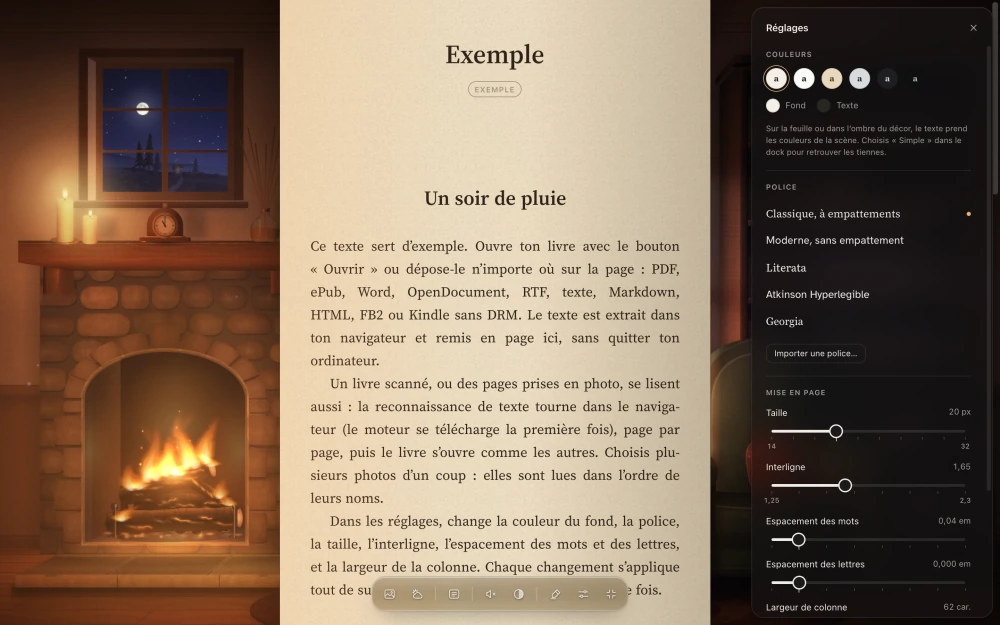 Exemple
EXEMPLE
Un soir de pluie
Ce texte sert d’exemple. Ouvre ton livre avec le bouton
« Ouvrir » ou dépose-le n’importe où sur la page : PDF,
ePub, Word, OpenDocument, RTF, texte, Markdown,
HTML, FB2 ou Kindle sans DRM. Le texte est extrait dans
ton navigateur et remis en page ici, sans quitter ton
ordinateur.
Un livre scanné, ou des pages prises en photo, se lisent
aussi : la reconnaissance de texte tourne dans le naviga-
teur (le moteur se télécharge la première fois), page par
page, puis le livre s’ouvre comme les autres. Choisis plu-
sieurs photos d’un coup : elles sont lues dans l’ordre de
leurs noms.
Dans les réglages, change la couleur du fond, la police,
la taille, l’interligne, l’espacement des mots et des lettres,
et la largeur de la colonne. Chaque changement s’applique
tout de su e fois.
Réglages
COULEURS
a a a a a a
Fond Texte
Sur la feuille ou dans l’ombre du décor, le texte prend
les couleurs de la scène. Choisis « Simple » dans le
dock pour retrouver les tiennes.
POLICE
Classique, à empattements
Moderne, sans empattement
Literata
Atkinson Hyperlegible
Georgia
Importer une police…
MISE EN PAGE
Taille 20 px
14 32
Interligne 1,65
1,25 2,3
Espacement des mots 0,04 em
Espacement des lettres 0,000 em
Largeur de colonne 62 car.